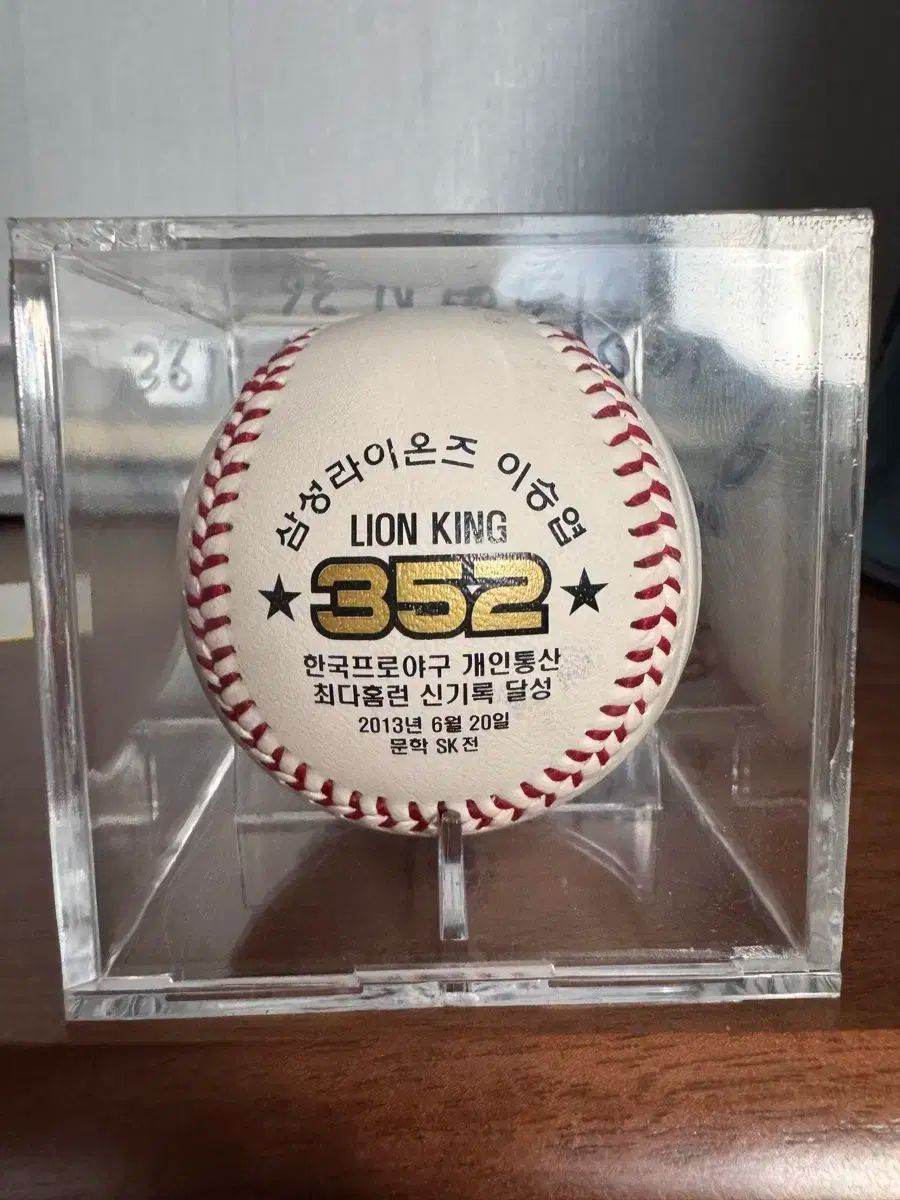 삼성라이온즈 이승엽
LION KING
★ 352 ★
한국프로야구 개인통산
최다홈런 신기록 달성
2013년 6월 20일
문학 SK전